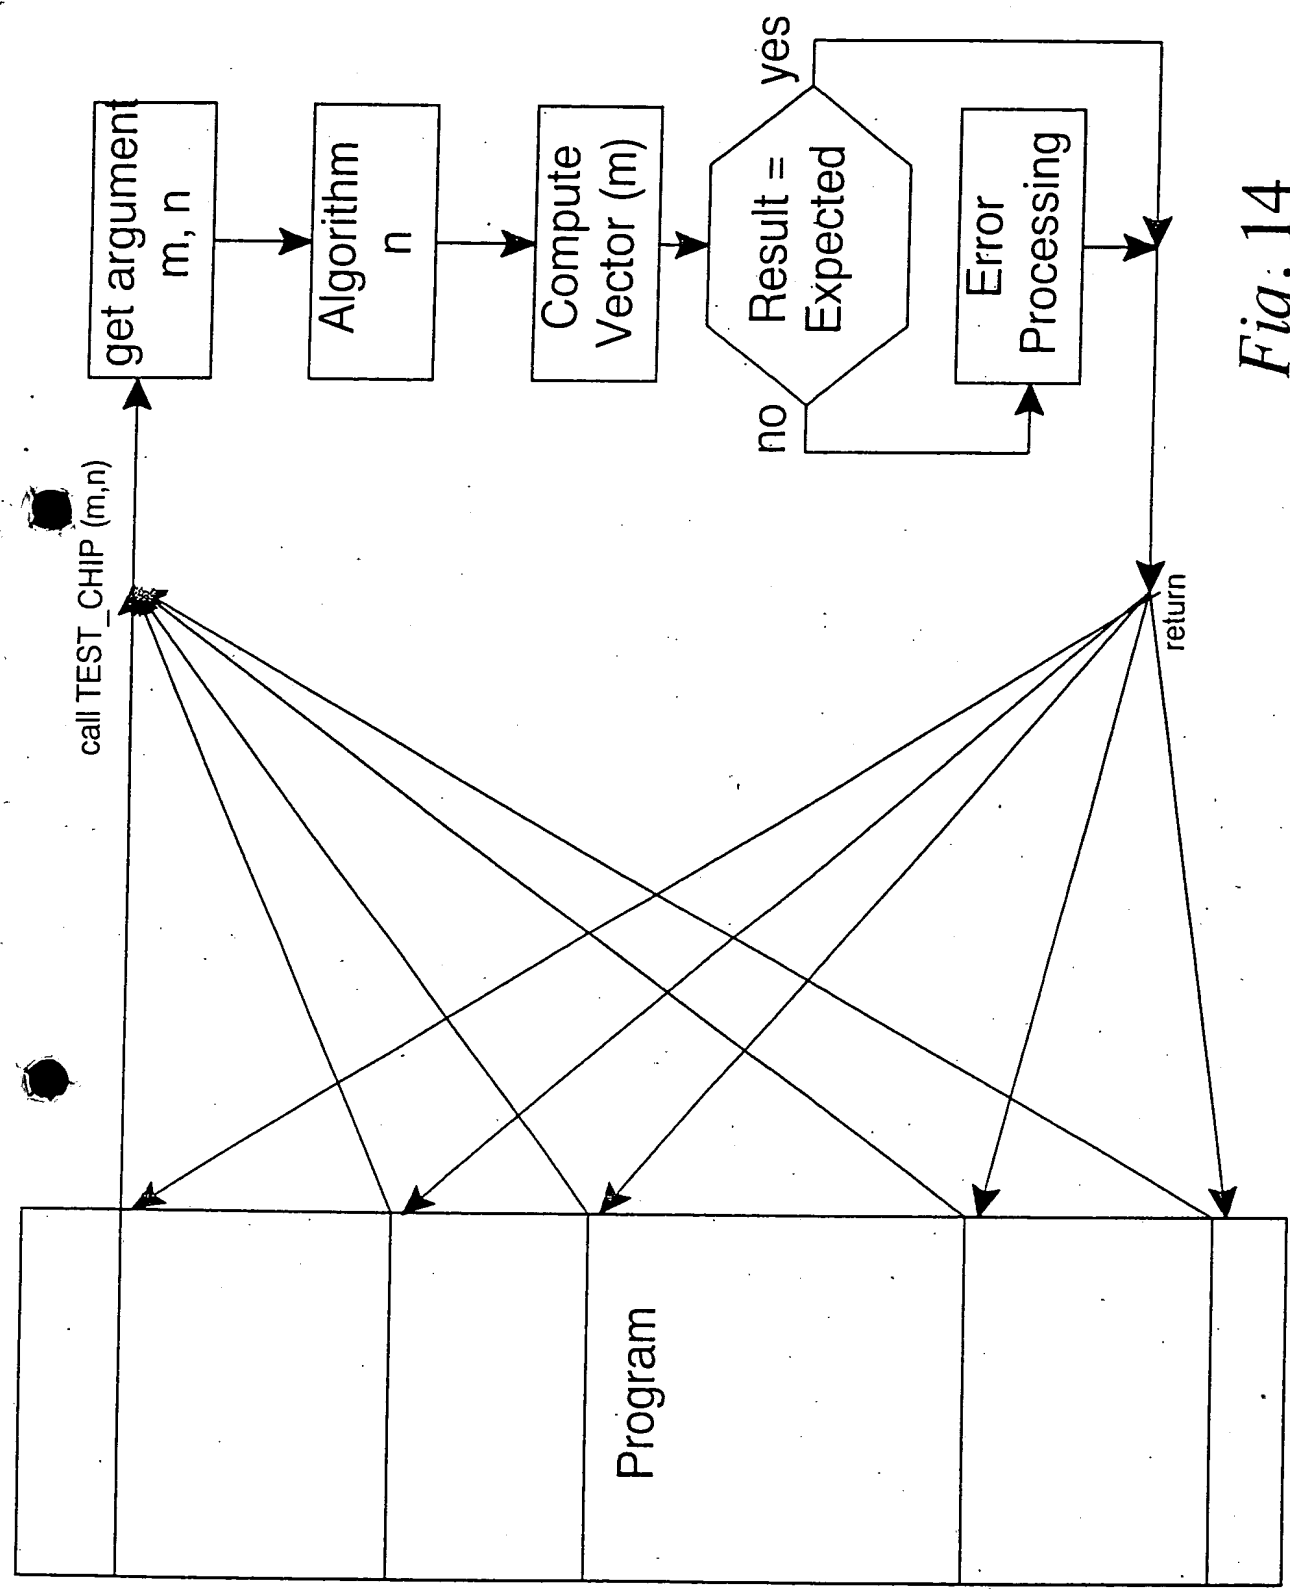 call TEST_CHIP (m,n)
get argument
m, n
Algorithm
n
Compute
Vector (m)
Result =
Expected
yes
no
Error
Processing
return
Program
Fig. 14